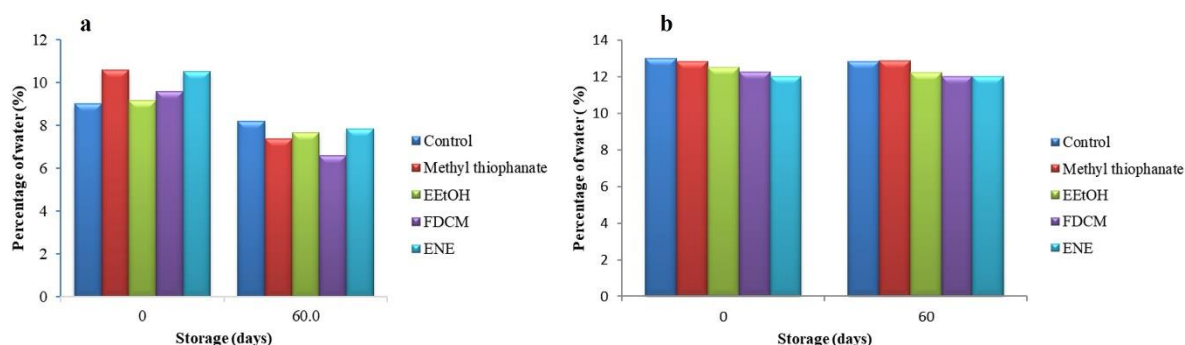 a
12
10
8
6
4
2
0
Percentage of water (%)
0
60.0
Storage (days)
Control
Methyl thiophanate
EEtOH
FDCM
ENE
b
14
12
10
8
6
4
2
0
Percentage of water ( %)
0
60
Storage (days)
Control
Methyl thiophanate
EEtOH
FDCM
ENE